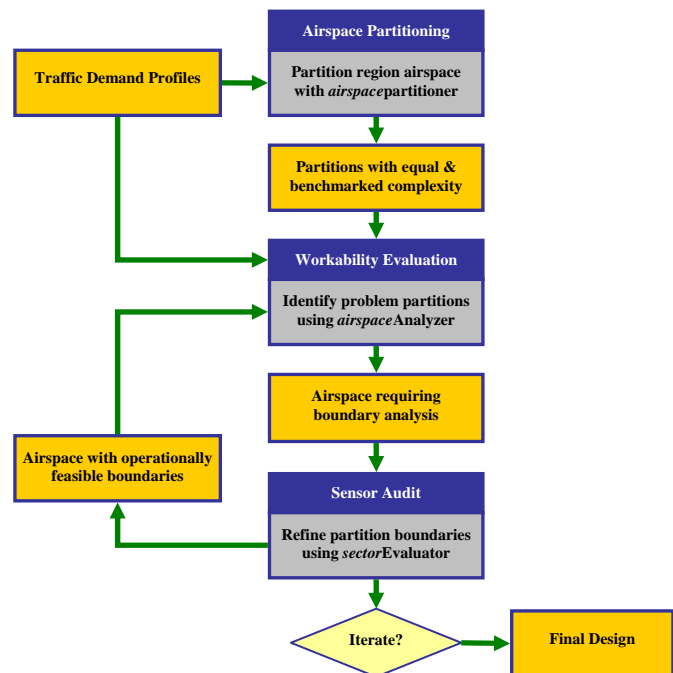 Airspace Partitioning
Traffic Demand Profiles
Partition region airspace
with airspacepartitioner
Partitions with equal &
benchmarked complexity
Workability Evaluation
Identify problem partitions
using airspaceAnalyzer
Airspace requiring
boundary analysis
Airspace with operationally
feasible boundaries
Sensor Audit
Refine partition boundaries
using sectorEvaluator
Iterate?
Final Design